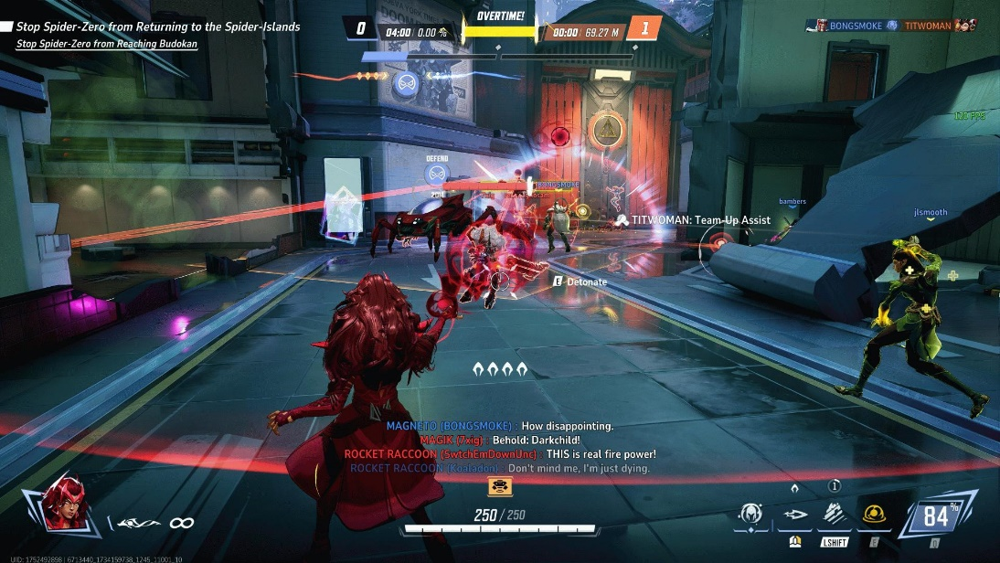 Stop Spider-Zero from Returning to the Spider-Islands
Stop Spider-Zero from Reaching Budokan
0
04:00 / 0.00 %
OVERTIME!
00:00 / 69.27 M
1
BONGSMOKE
TITWOMAN
120 FPS
DEFEND
BONGSMOKE
TITWOMAN: Team-Up Assist
bambers
jlsmooth
E Detonate
MAGNETO (BONGSMOKE) : How disappointing.
MAGIK (7xig) : Behold: Darkchild!
ROCKET RACCOON (SwtchEmDownUnc) : THIS is real fire power!
ROCKET RACCOON (Koaladon) : Don't mind me, I'm just dying.
250 / 250
1
LSHIFT
E
84%
UID: 1752492898 | 6713440_1734159738_1245_11001_10